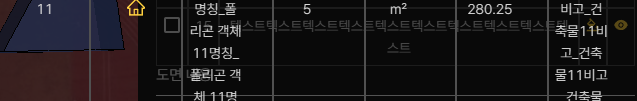 11 명칭_폴 5 m² 280.25 비고_건
텍스트텍스트텍스트텍스트텍스트텍스트텍스트텍스트
리곤 객체 축물11비
스트
11명칭_ 고_건축
도면
폴리곤 객 물11비고
체 11명 건축물